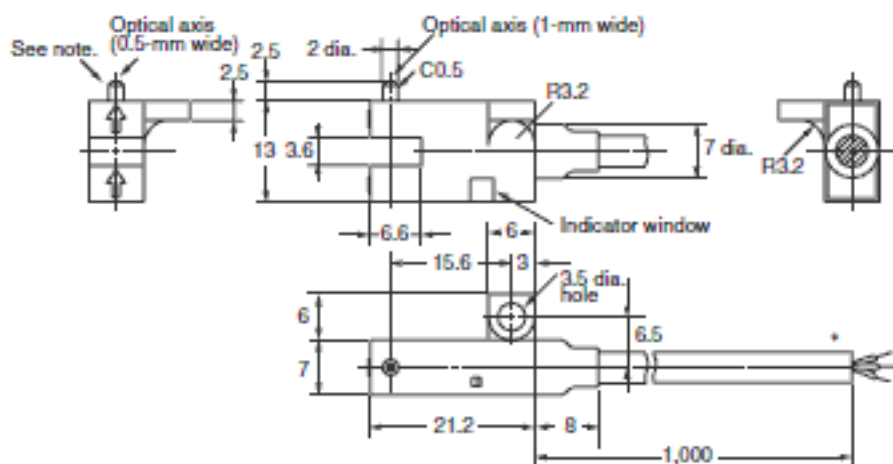 Optical axis
(0.5-mm wide)
See note.
2.5
2.5
2 dia.
Optical axis (1-mm wide)
C0.5
R3.2
13
3.6
7 dia.
R3.2
Indicator window
6.6
6
15.6
3
3.5 dia.
hole
6
6.5
*
7
21.2
8
1,000